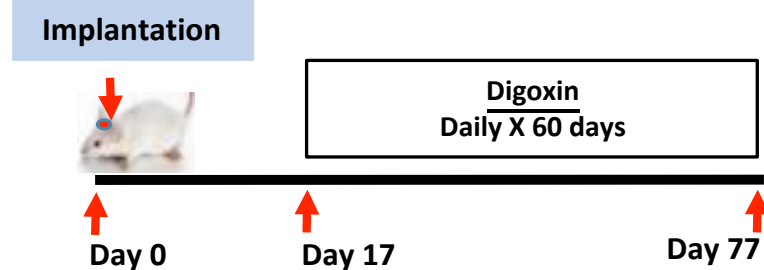 Implantation
Digoxin
Daily X 60 days
Day 0
Day 17
Day 77